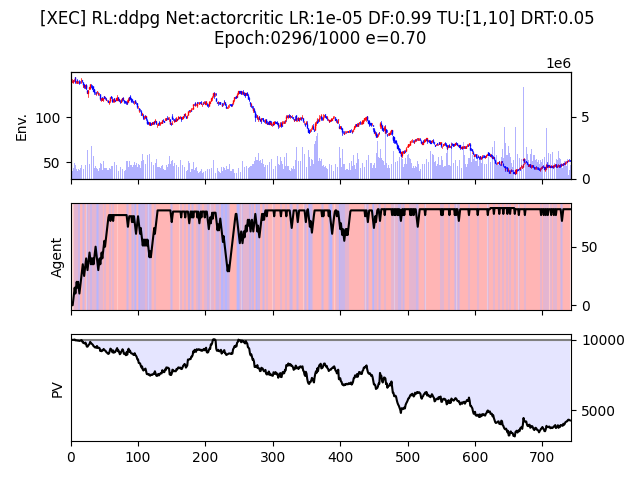 [XEC] RL:ddpg Net:actorcritic LR:1e-05 DF:0.99 TU:[1,10] DRT:0.05
Epoch:0296/1000 e=0.70
1e6
Env.
100
50
5
0
Agent
50
0
PV
10000
5000
0 100 200 300 400 500 600 700